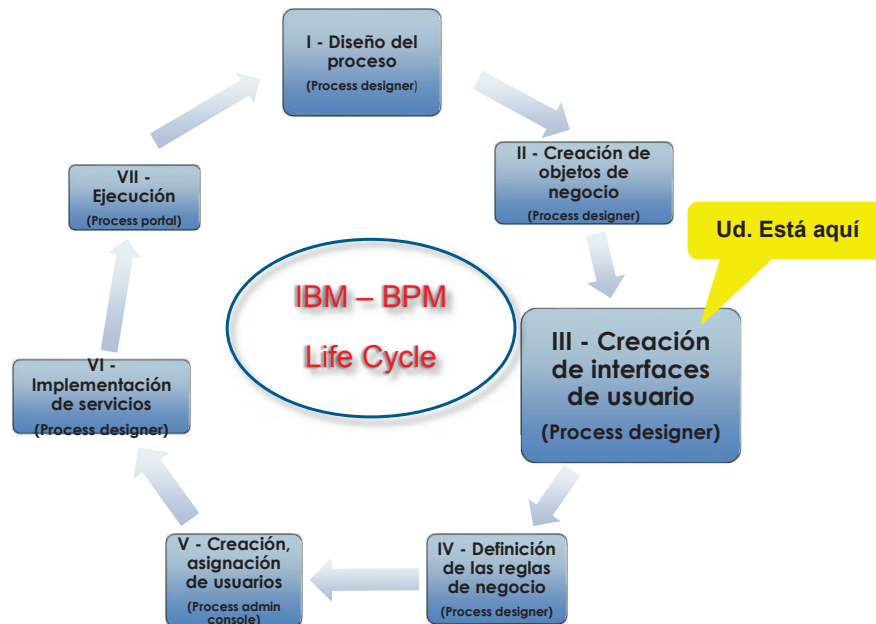 I - Diseño del
proceso
(Process designer)
II - Creación de
objetos de
negocio
(Process designer)
Ud. Está aquí
III - Creación
de interfaces
de usuario
(Process designer)
IV - Definición
de las reglas
de negocio
(Process designer)
V - Creación,
asignación
de usuarios
(Process admin
console)
VI -
Implementación
de servicios
(Process designer)
VII -
Ejecución
(Process portal)
IBM – BPM
Life Cycle